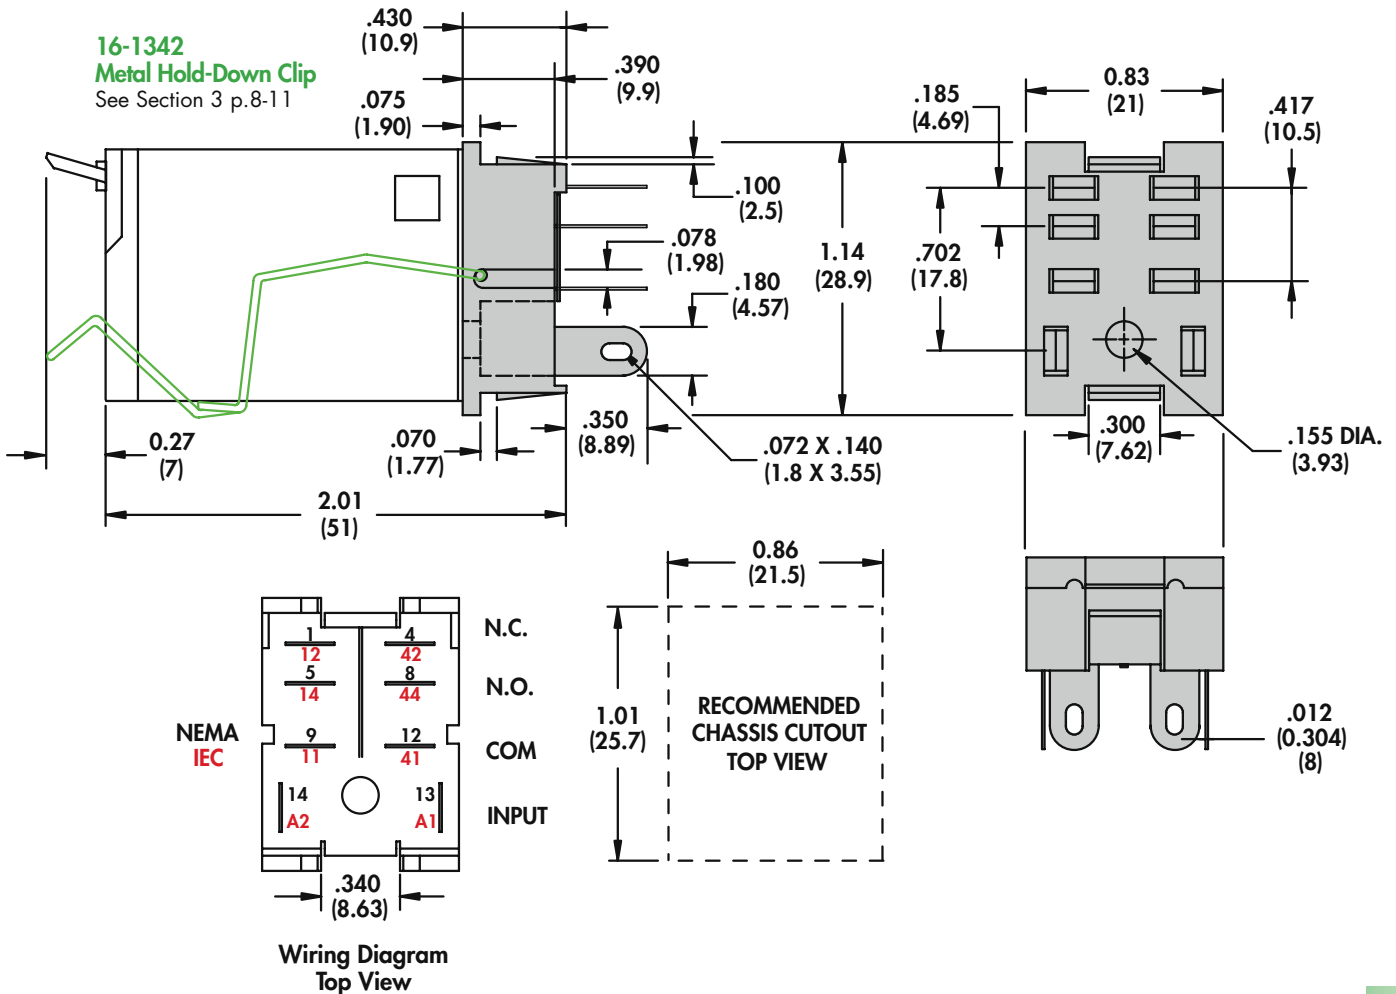 16-1342
Metal Hold-Down Clip
See Section 3 p.8-11
.430
(10.9)
.390
(9.9)
.075
(1.90)
.100
(2.5)
.078
(1.98)
.180
(4.57)
1.14
(28.9)
0.27
(7)
.070
(1.77)
.350
(8.89)
.072 X .140
(1.8 X 3.55)
2.01
(51)
0.83
(21)
.185
(4.69)
.417
(10.5)
.702
(17.8)
.300
(7.62)
.155 DIA.
(3.93)
.012
(0.304)
(8)
0.86
(21.5)
1.01
(25.7)
RECOMMENDED
CHASSIS CUTOUT
TOP VIEW
NEMA
IEC
1 4 N.C.
12 42
5 8 N.O.
14 44
9 12 COM
11 41
14 13 INPUT
A2 A1
.340
(8.63)
Wiring Diagram
Top View